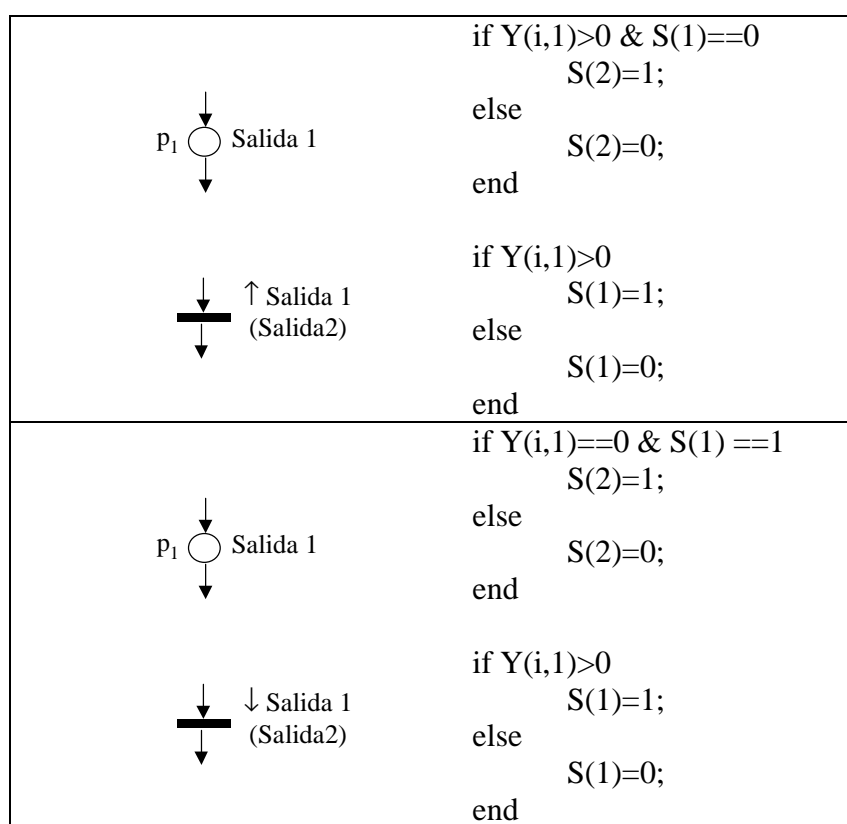 if Y(i,1)>0 & S(1)==0
S(2)=1;
else
p₁ Salida 1
S(2)=0;
end
if Y(i,1)>0
↑ Salida 1
S(1)=1;
(Salida2)
else
S(1)=0;
end
if Y(i,1)==0 & S(1) ==1
S(2)=1;
else
p₁ Salida 1
S(2)=0;
end
if Y(i,1)>0
↓ Salida 1
S(1)=1;
(Salida2)
else
S(1)=0;
end